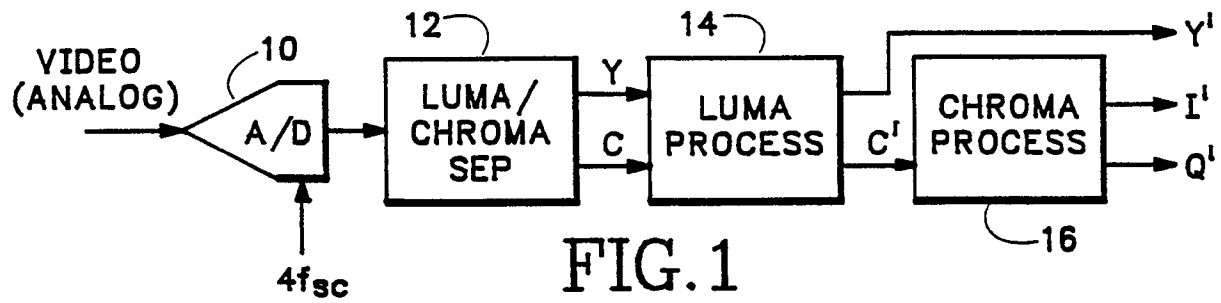 VIDEO
(ANALOG)
10
A/D
4fSC
12
LUMA/
CHROMA
SEP
Y
C
14
LUMA
PROCESS
C'
CHROMA
PROCESS
16
Y'
I'
Q'
FIG. 1